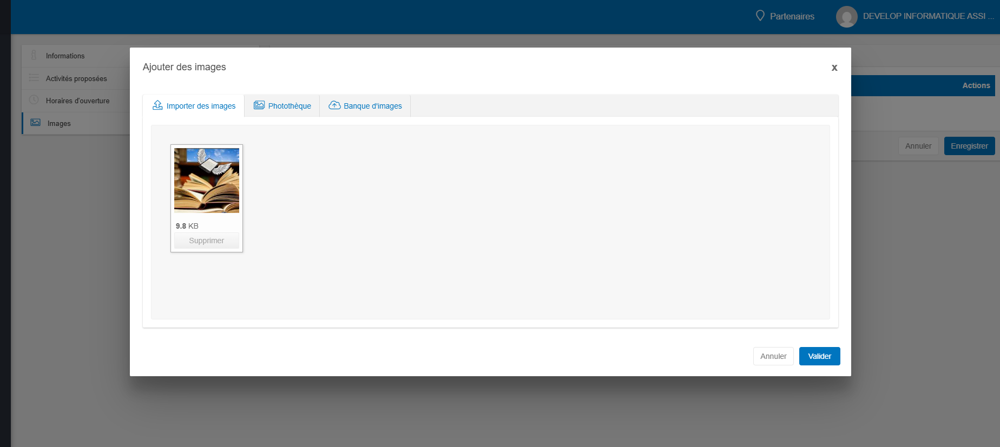 Partenaires
DEVELOP INFORMATIQUE ASSI ...
Informations
Activités proposées
Horaires d'ouverture
Images
Actions
Annuler
Enregistrer
Ajouter des images
x
Importer des images
Photothèque
Banque d'images
9.8 KB
Supprimer
Annuler
Valider